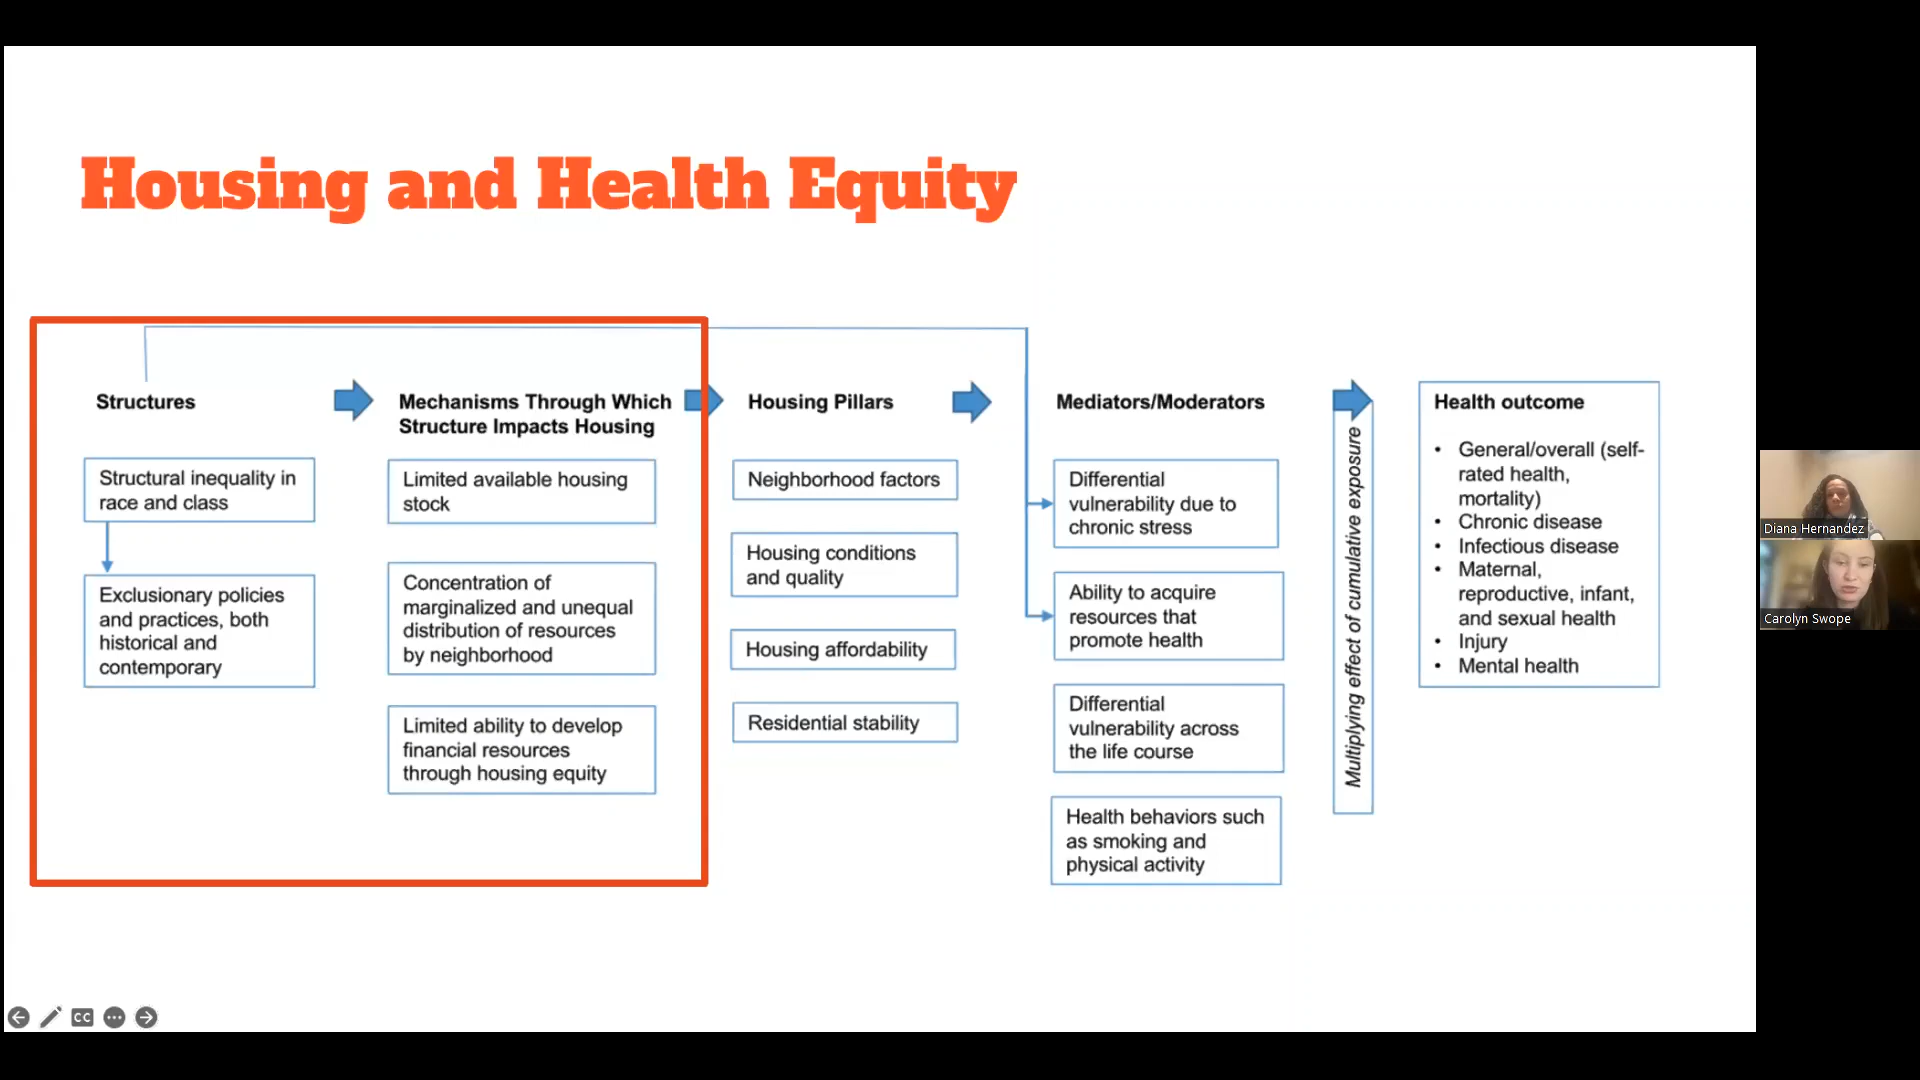 Housing and Health Equity
Structures
Structural inequality in
race and class
Exclusionary policies
and practices, both
historical and
contemporary
Mechanisms Through Which
Structure Impacts Housing
Limited available housing
stock
Concentration of
marginalized and unequal
distribution of resources
by neighborhood
Limited ability to develop
financial resources
through housing equity
Housing Pillars
Neighborhood factors
Housing conditions
and quality
Housing affordability
Residential stability
Mediators/Moderators
Differential
vulnerability due to
chronic stress
Ability to acquire
resources that
promote health
Differential
vulnerability across
the life course
Health behaviors such
as smoking and
physical activity
Multiplying effect of cumulative exposure
Health outcome
• General/overall (self-
rated health,
mortality)
• Chronic disease
• Infectious disease
• Maternal,
reproductive, infant,
and sexual health
• Injury
• Mental health
Diana Hernandez
Carolyn Swope
CC